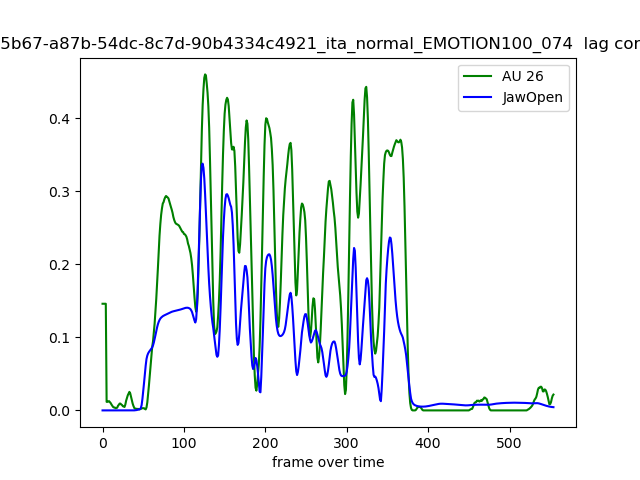 5b67-a87b-54dc-8c7d-90b4334c4921_ita_normal_EMOTION100_074 lag cor
AU 26
JawOpen
0.4
0.3
0.2
0.1
0.0
0 100 200 300 400 500
frame over time